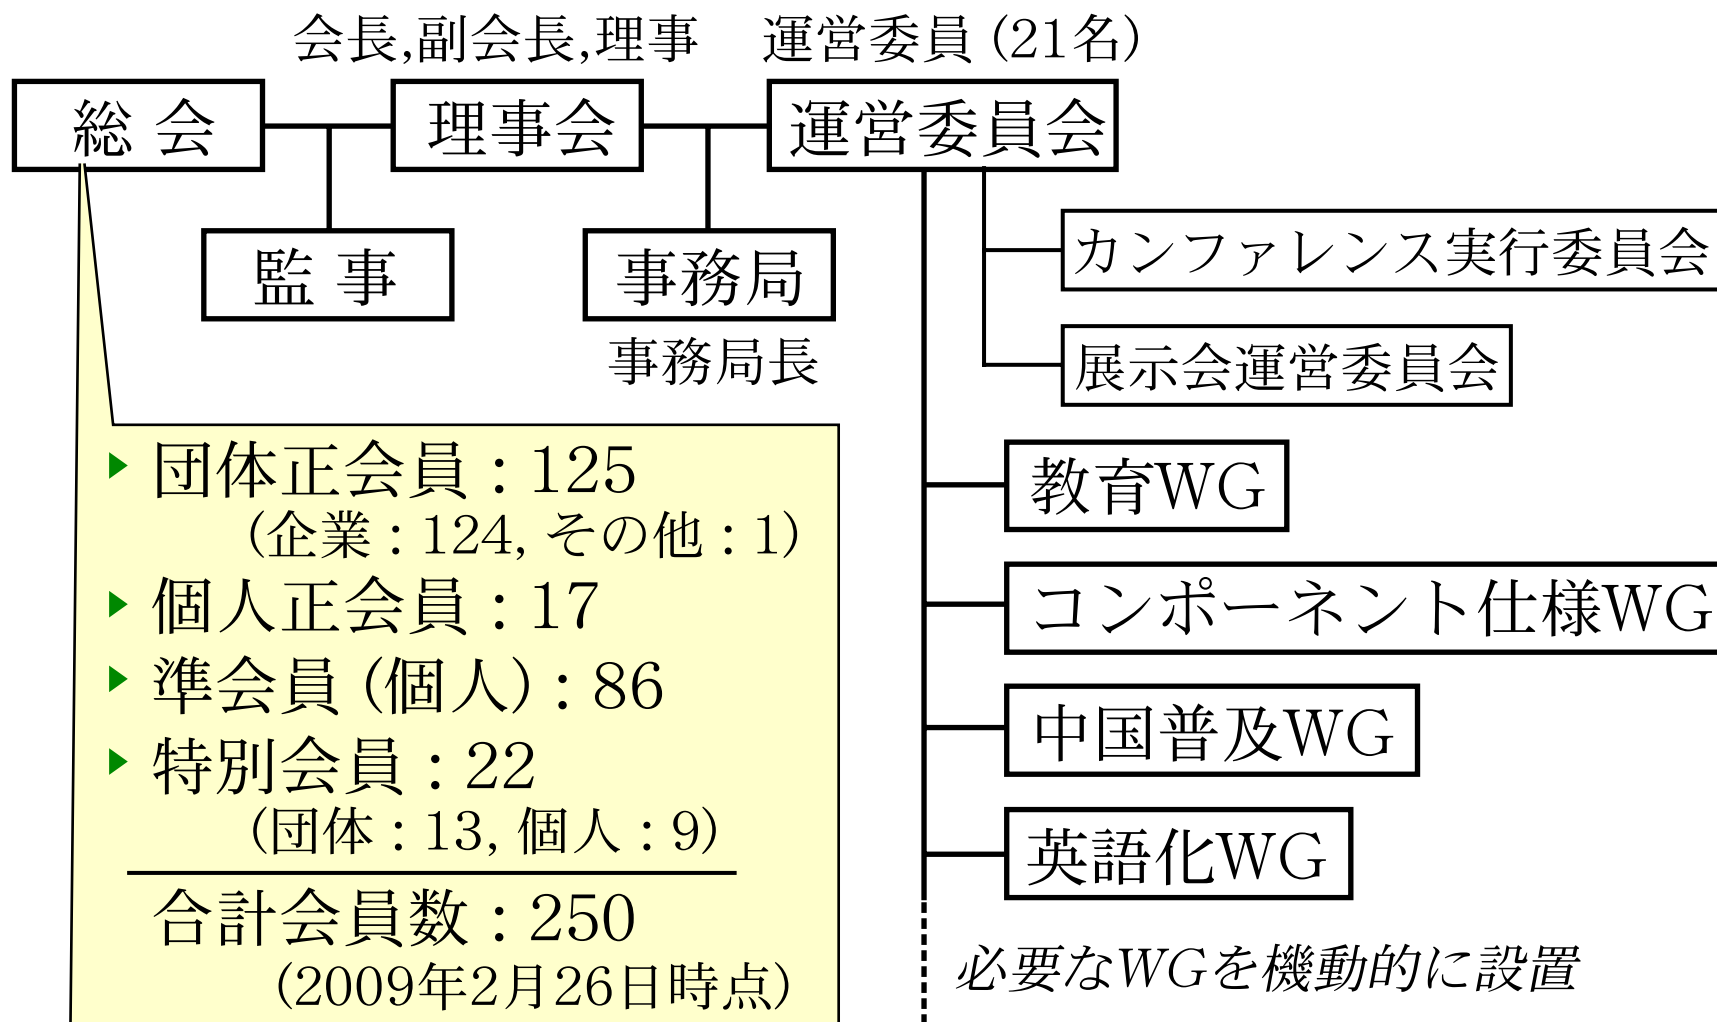 会長,副会長,理事
運営委員 (21名)
総 会
理事会
運営委員会
監 事
事務局
事務局長
カンファレンス実行委員会
展示会運営委員会
教育WG
コンポーネント仕様WG
中国普及WG
英語化WG
必要なWGを機動的に設置
団体正会員 : 125
(企業 : 124, その他 : 1)
個人正会員 : 17
準会員 (個人) : 86
特別会員 : 22
(団体 : 13, 個人 : 9)
合計会員数 : 250
(2009年2月26日時点)